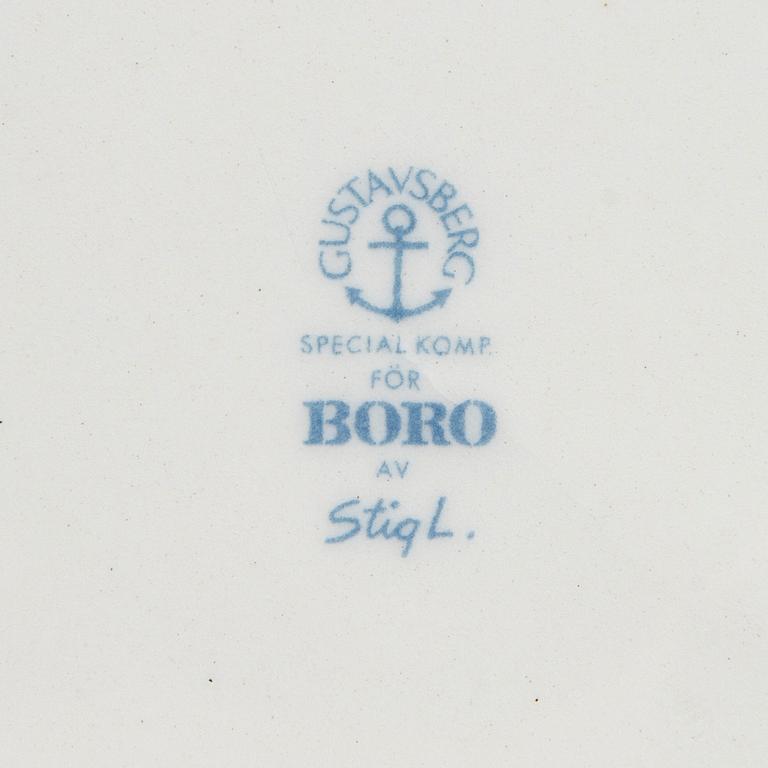 GUSTAVSBERG
SPECIAL KOMP.
FÖR
BORO
AV
Stig L.